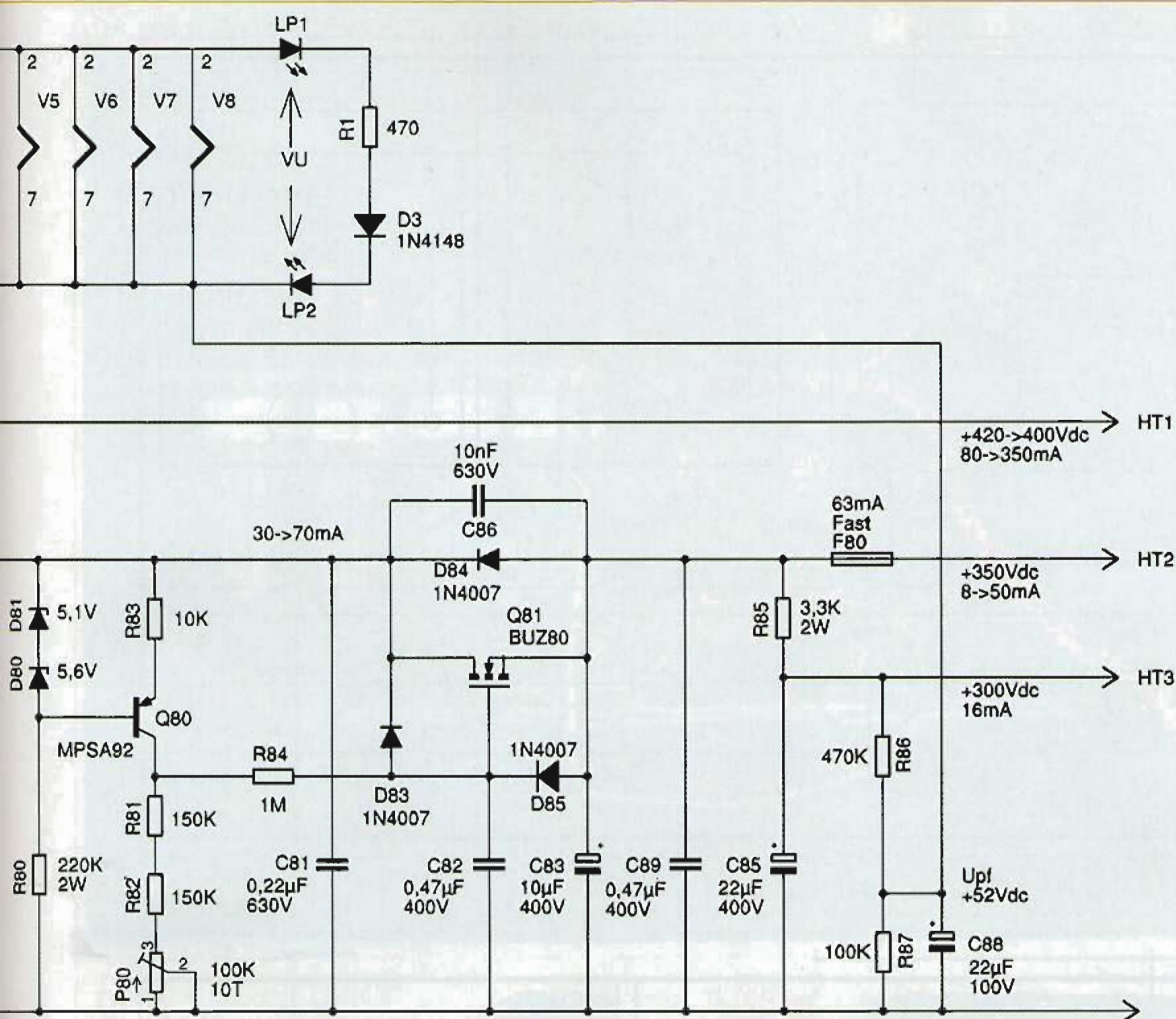 LP1
2
2
2
2
V5
V6
V7
V8
R1
470
VU
7
7
7
7
D3
1N4148
LP2
HT1
+420->400Vdc
80->350mA
10nF
630V
C86
63mA
Fast
F80
30->70mA
HT2
D84
1N4007
+350Vdc
8->50mA
D81
5,1V
R83
10K
Q81
BUZ80
R85
3,3K
2W
D80
5,6V
HT3
+300Vdc
16mA
Q80
MPSA92
R84
1M
1N4007
D85
470K
R86
D83
1N4007
R81
150K
R80
220K
2W
R82
150K
C81
0,22µF
630V
C82
0,47µF
400V
C83
10µF
400V
C89
0,47µF
400V
C85
22µF
400V
Upf
+52Vdc
P80
3
2
1
100K
10T
100K
R87
C88
22µF
100V